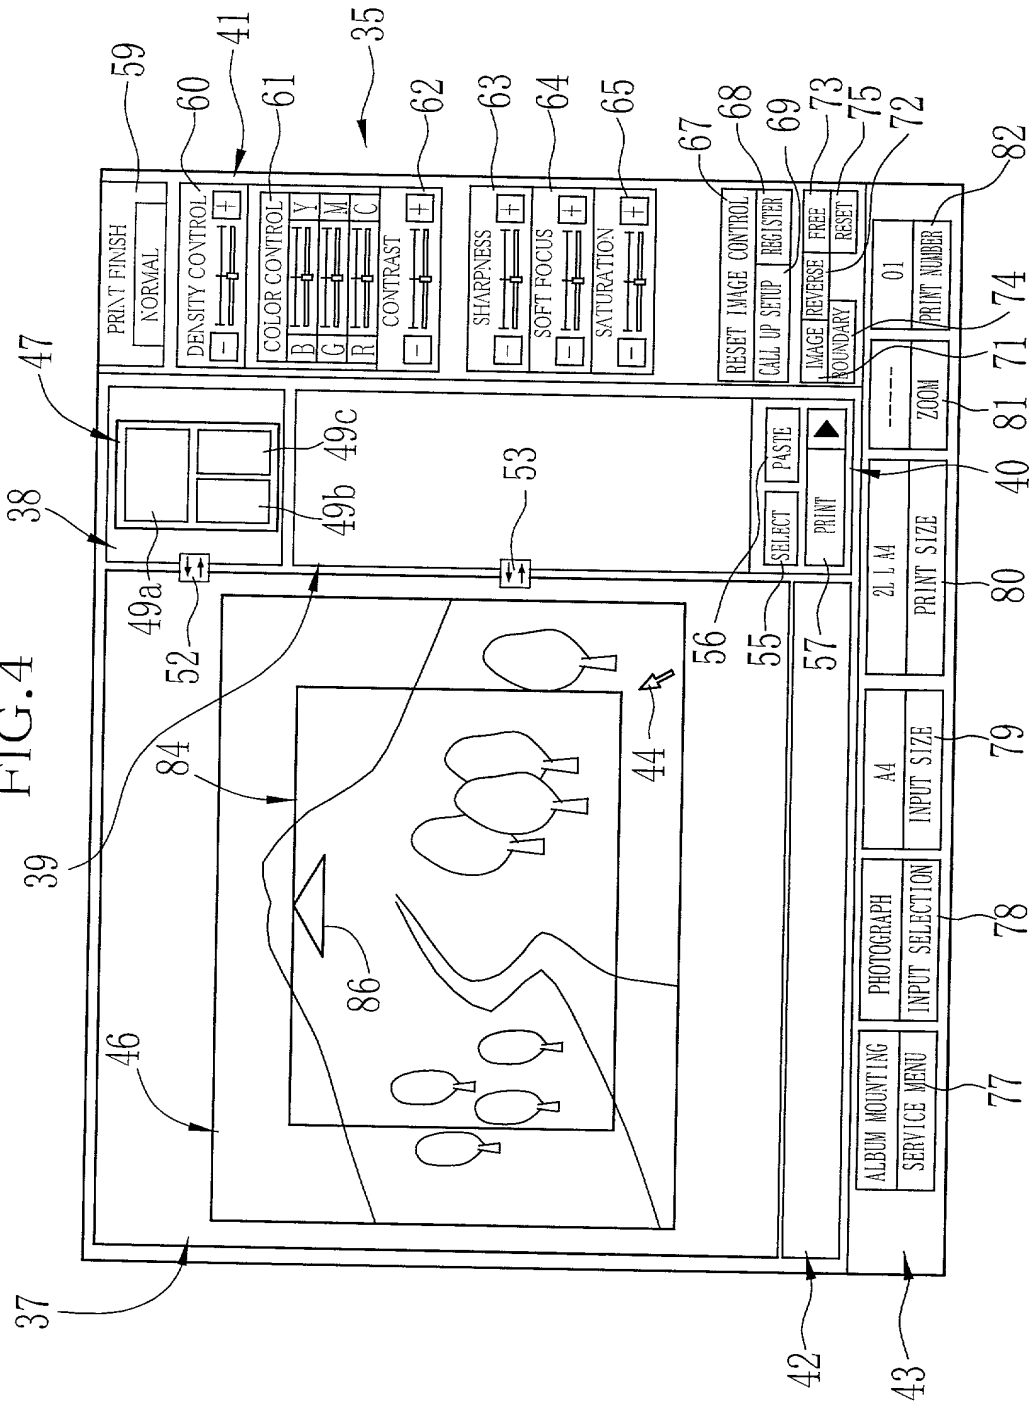 FIG.4
38
47
59
60
41
61
35
62
63
64
65
67
68
69
73
75
72
82
PRINT FINISH
NORMAL
DENSITY CONTROL
− +
COLOR CONTROL
B Y
G M
R C
CONTRAST
− +
SHARPNESS
− +
SOFT FOCUS
− +
SATURATION
− +
RESET IMAGE CONTROL
CALL UP SETUP REGISTER
IMAGE REVERSE FREE
BOUNDARY RESET
49a
49b
49c
52
53
39
84
46
37
86
44
56
55
57
SELECT PASTE
PRINT
40
71
74
42
43
ALBUM MOUNTING
SERVICE MENU
PHOTOGRAPH
INPUT SELECTION
A4
INPUT SIZE
2L L A4
PRINT SIZE
------
ZOOM
01
PRINT NUMBER
77
78
79
80
81